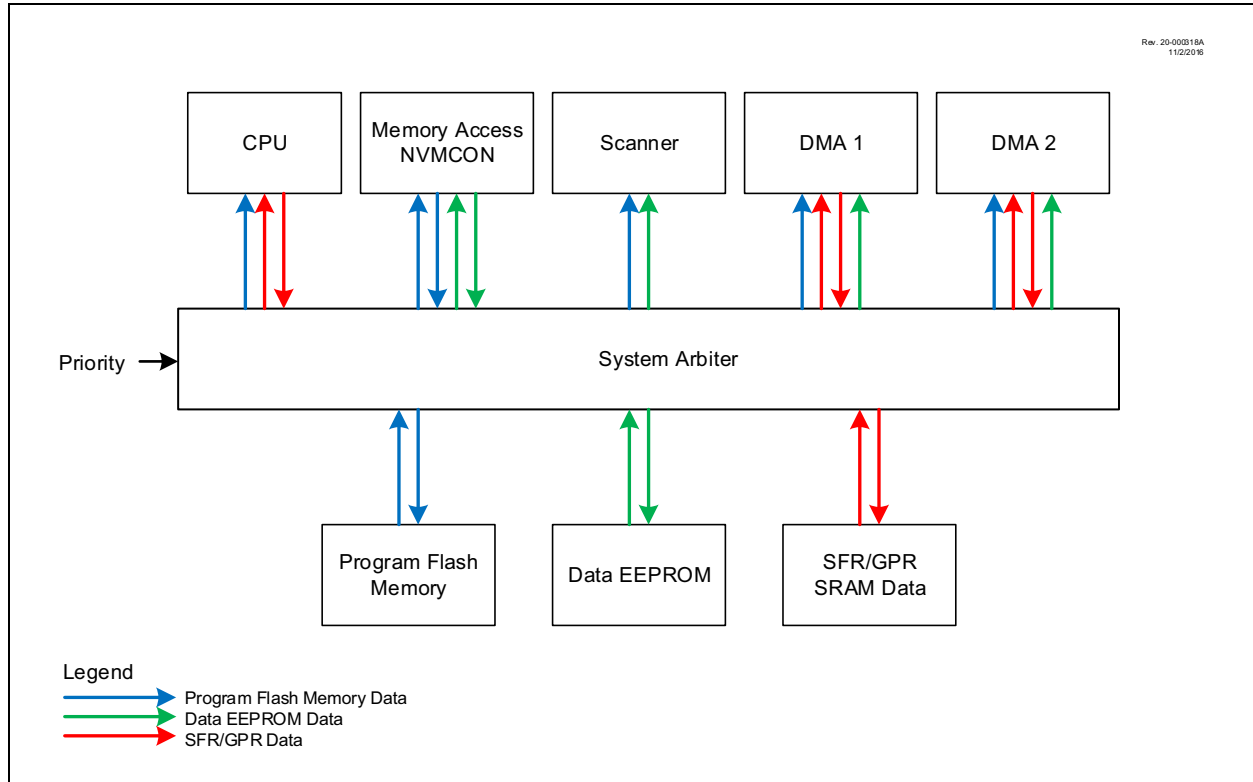 Rev. 20-000318A
11/2/2016
CPU
Memory Access
NVMCON
Scanner
DMA 1
DMA 2
Priority
System Arbiter
Program Flash
Memory
Data EEPROM
SFR/GPR
SRAM Data
Legend
Program Flash Memory Data
Data EEPROM Data
SFR/GPR Data